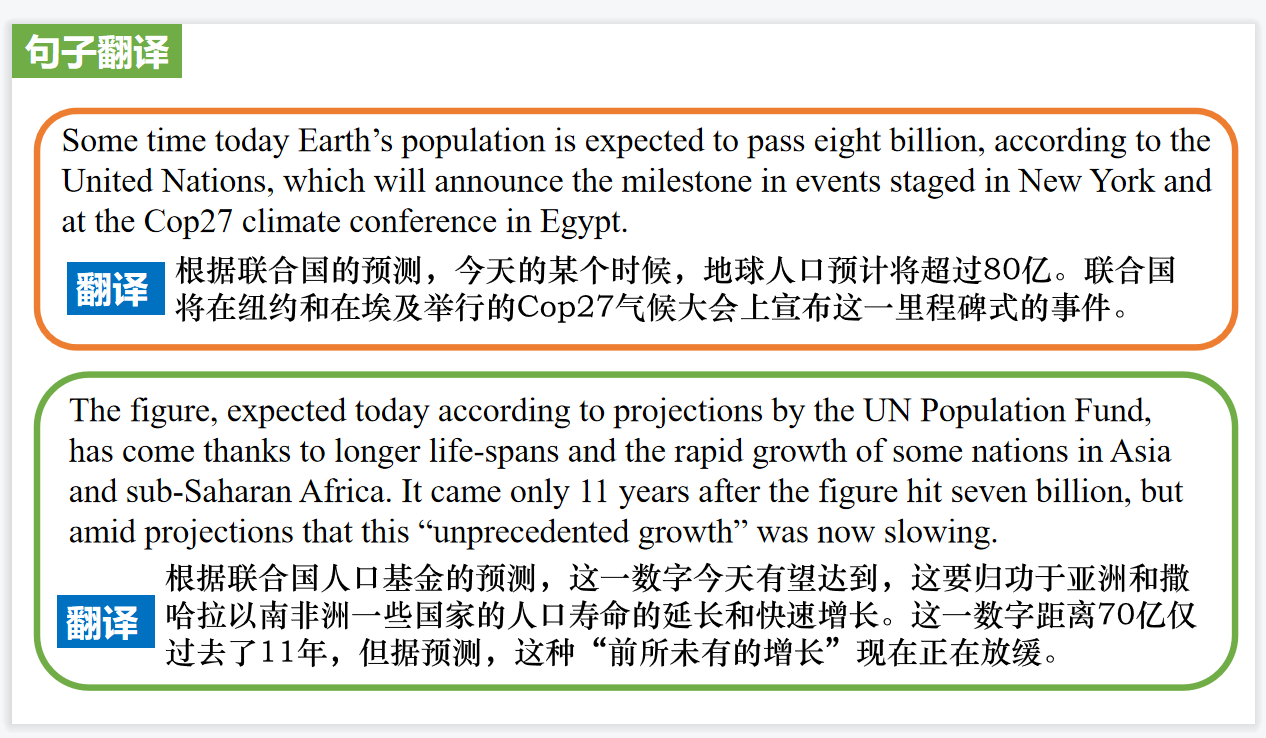 句子翻译
Some time today Earth’s population is expected to pass eight billion, according to the
United Nations, which will announce the milestone in events staged in New York and
at the Cop27 climate conference in Egypt.
翻译
根据联合国的预测，今天的某个时候，地球人口预计将超过80亿。联合国
将在纽约和在埃及举行的Cop27气候大会上宣布这一里程碑式的事件。
The figure, expected today according to projections by the UN Population Fund,
has come thanks to longer life-spans and the rapid growth of some nations in Asia
and sub-Saharan Africa. It came only 11 years after the figure hit seven billion, but
amid projections that this “unprecedented growth” was now slowing.
翻译
根据联合国人口基金的预测，这一数字今天有望达到，这要归功于亚洲和撒
哈拉以南非洲一些国家的人口寿命的延长和快速增长。这一数字距离70亿仅
过去了11年，但据预测，这种“前所未有的增长”现在正在放缓。